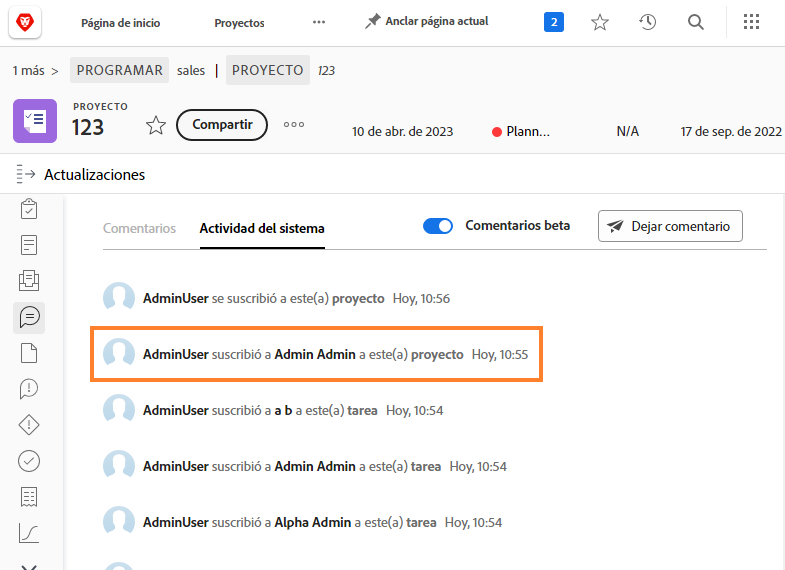 Página de inicio Proyectos ••• Anclar página actual 2
1 más > PROGRAMAR sales | PROYECTO 123
PROYECTO
123 Compartir 10 de abr. de 2023 Plann... N/A 17 de sep. de 2022
Actualizaciones
Comentarios Actividad del sistema Comentarios beta Dejar comentario
AdminUser se suscribió a este(a) proyecto Hoy, 10:56
AdminUser suscribió a Admin Admin a este(a) proyecto Hoy, 10:55
AdminUser suscribió a a b a este(a) tarea Hoy, 10:54
AdminUser suscribió a Admin Admin a este(a) tarea Hoy, 10:54
AdminUser suscribió a Alpha Admin a este(a) tarea Hoy, 10:54